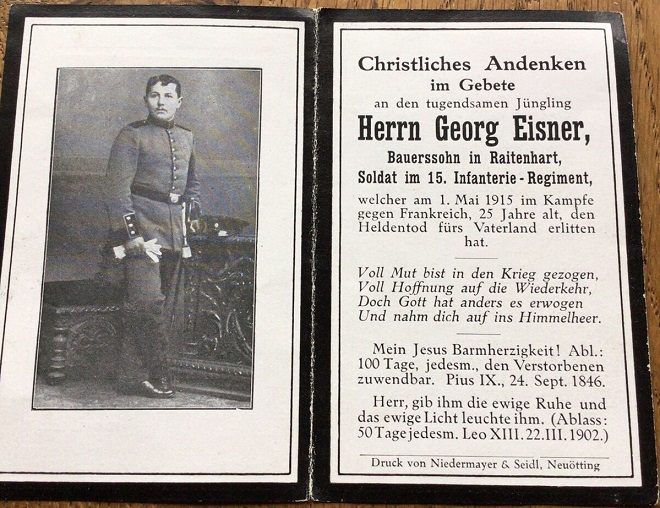 Christliches Andenken
im Gebete
an den tugendsamen Jüngling
Herrn Georg Eisner,
Bauerssohn in Raitenhart,
Soldat im 15. Infanterie-Regiment,
welcher am 1. Mai 1915 im Kampfe
gegen Frankreich, 25 Jahre alt, den
Heldentod fürs Vaterland erlitten
hat.
Voll Mut bist in den Krieg gezogen,
Voll Hoffnung auf die Wiederkehr,
Doch Gott hat anders es erwogen
Und nahm dich auf ins Himmelheer.
Mein Jesus Barmherzigkeit! Abl.:
100 Tage, jedesm., den Verstorbenen
zuwendbar. Pius IX., 24. Sept. 1846.
Herr, gib ihm die ewige Ruhe und
das ewige Licht leuchte ihm. (Ablass:
50 Tage jedesm. Leo XIII. 22. III. 1902.)
Druck von Niedermayer & Seidl, Neuötting